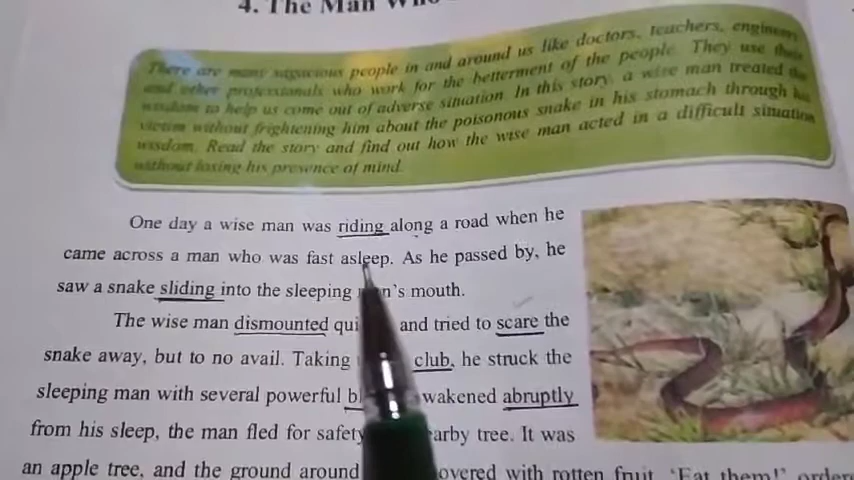 4. The Man
There are many sagacious people in and around us like doctors, teachers, engineers
and other professionals who work for the betterment of the people. They use their
wisdom to help us come out of adverse situation. In this story, a wise man treated the
victim without frightening him about the poisonous snake in his stomach through his
wisdom. Read the story and find out how the wise man acted in a difficult situation
without losing his presence of mind.
One day a wise man was riding along a road when he
came across a man who was fast asleep. As he passed by, he
saw a snake sliding into the sleeping man's mouth.
The wise man dismounted and tried to scare the
snake away, but to no avail. Taking club, he struck the
sleeping man with several powerful wakened abruptly
from his sleep, the man fled for safety tree. It was
an apple tree, and the ground around covered with rotten fruit. 'Eat them!' ordered